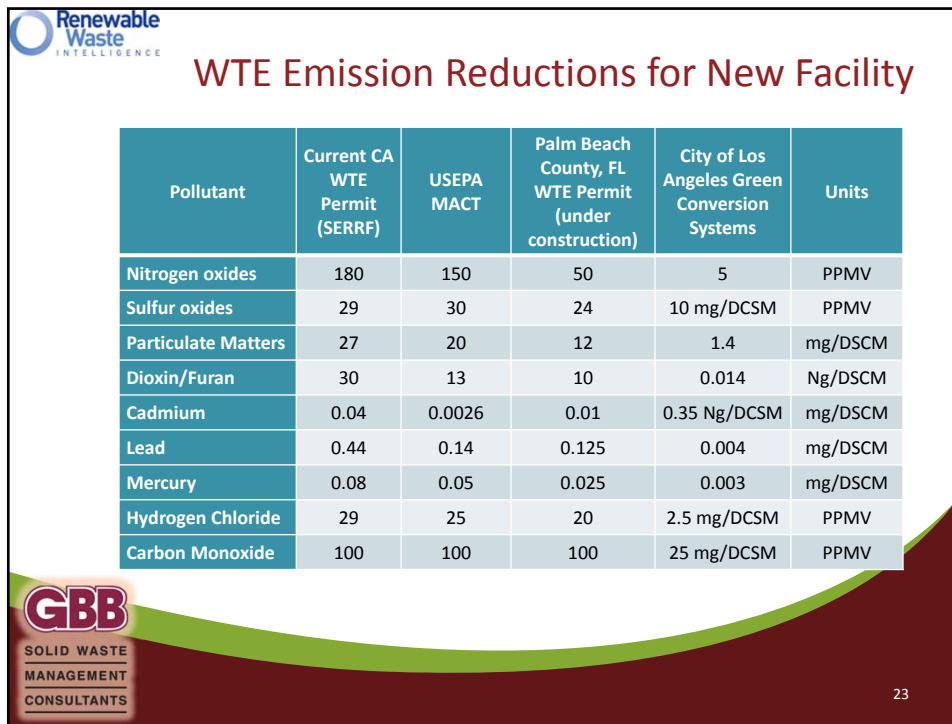 Renewable
Waste
INTELLIGENCE
WTE Emission Reductions for New Facility
Pollutant | Current CA WTE Permit (SERRF) | USEPA MACT | Palm Beach County, FL WTE Permit (under construction) | City of Los Angeles Green Conversion Systems | Units
Nitrogen oxides | 180 | 150 | 50 | 5 | PPMV
Sulfur oxides | 29 | 30 | 24 | 10 mg/DCSM | PPMV
Particulate Matters | 27 | 20 | 12 | 1.4 | mg/DSCM
Dioxin/Furan | 30 | 13 | 10 | 0.014 | Ng/DSCM
Cadmium | 0.04 | 0.0026 | 0.01 | 0.35 Ng/DCSM | mg/DSCM
Lead | 0.44 | 0.14 | 0.125 | 0.004 | mg/DSCM
Mercury | 0.08 | 0.05 | 0.025 | 0.003 | mg/DSCM
Hydrogen Chloride | 29 | 25 | 20 | 2.5 mg/DCSM | PPMV
Carbon Monoxide | 100 | 100 | 100 | 25 mg/DCSM | PPMV
GBB
SOLID WASTE
MANAGEMENT
CONSULTANTS
23